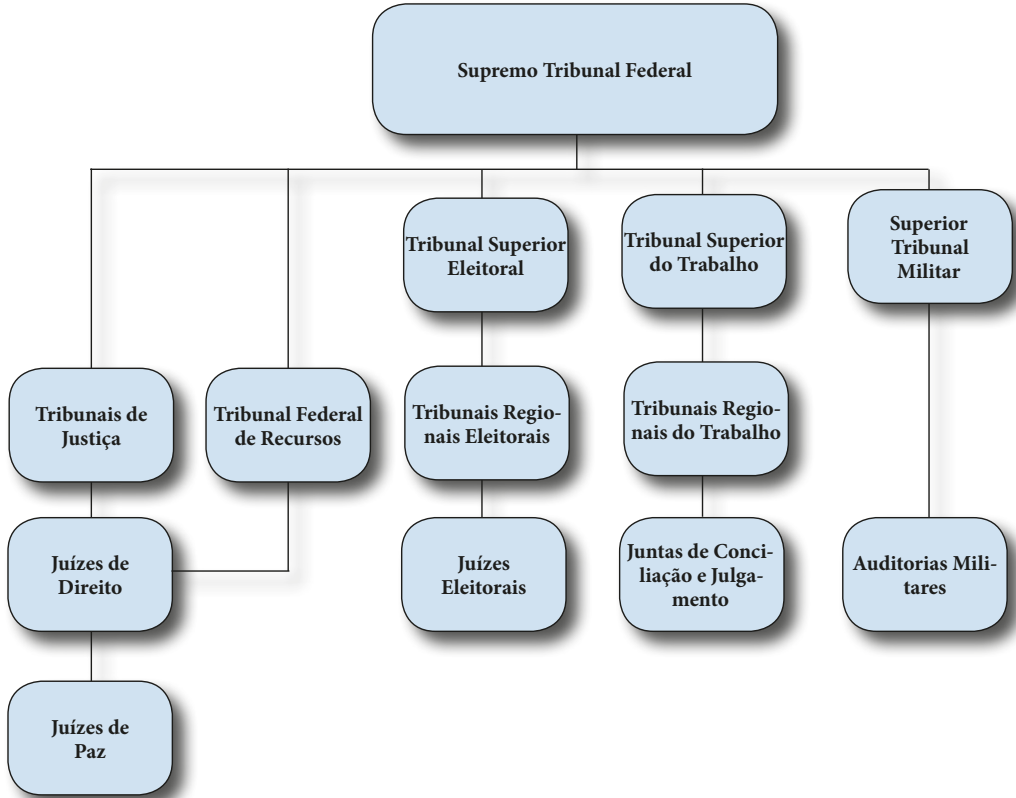 Supremo Tribunal Federal
Tribunal Superior
Eleitoral
Tribunal Superior
do Trabalho
Superior
Tribunal
Militar
Tribunais de
Justiça
Tribunal Federal
de Recursos
Tribunais Regio-
nais Eleitorais
Tribunais Regio-
nais do Trabalho
Juízes de
Direito
Juízes
Eleitorais
Juntas de Conci-
liação e Julga-
mento
Auditorias Mili-
tares
Juízes de
Paz